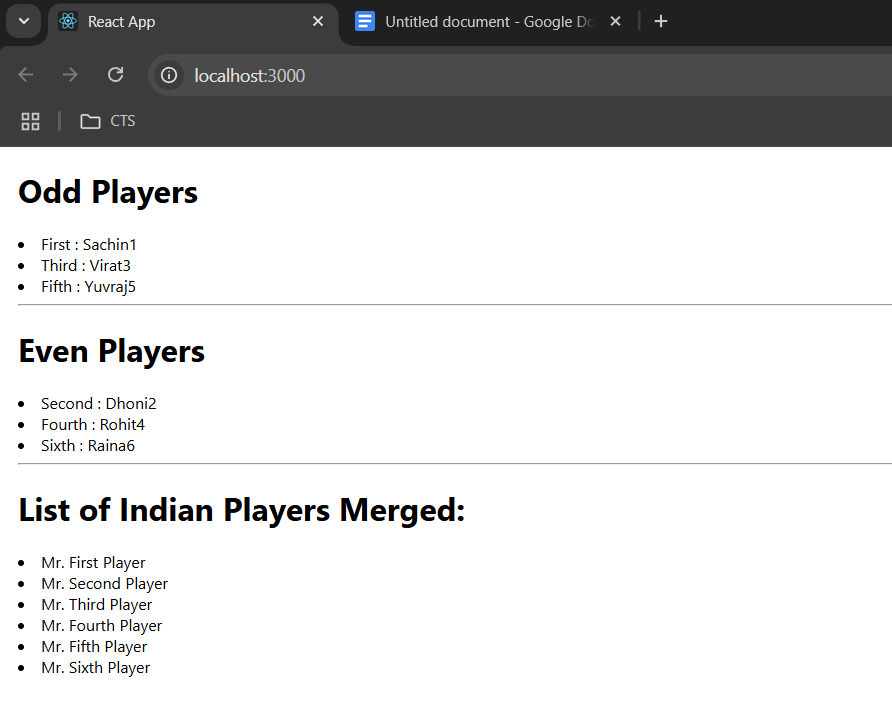 React App
Untitled document - Google Do
localhost:3000
CTS
Odd Players
First : Sachin1
Third : Virat3
Fifth : Yuvraj5
Even Players
Second : Dhoni2
Fourth : Rohit4
Sixth : Raina6
List of Indian Players Merged:
Mr. First Player
Mr. Second Player
Mr. Third Player
Mr. Fourth Player
Mr. Fifth Player
Mr. Sixth Player